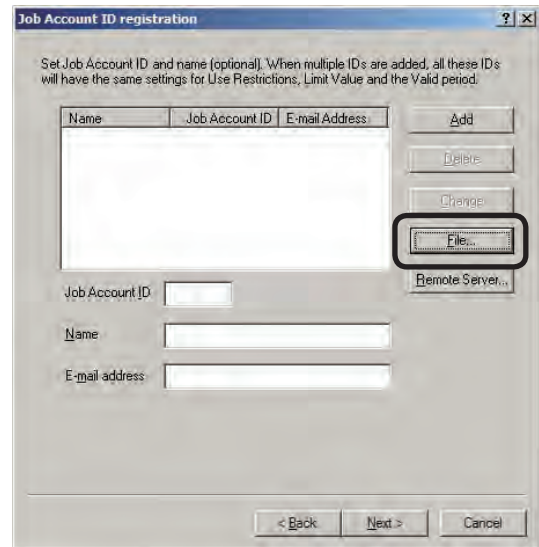 Job Account ID registration
Set Job Account ID and name (optional). When multiple IDs are added, all these IDs
will have the same settings for Use Restrictions, Limit Value and the Valid period.
Name Job Account ID E-mail Address
Add
Delete
Change
File...
Remote Server...
Job Account ID
Name
E-mail address
< Back Next > Cancel